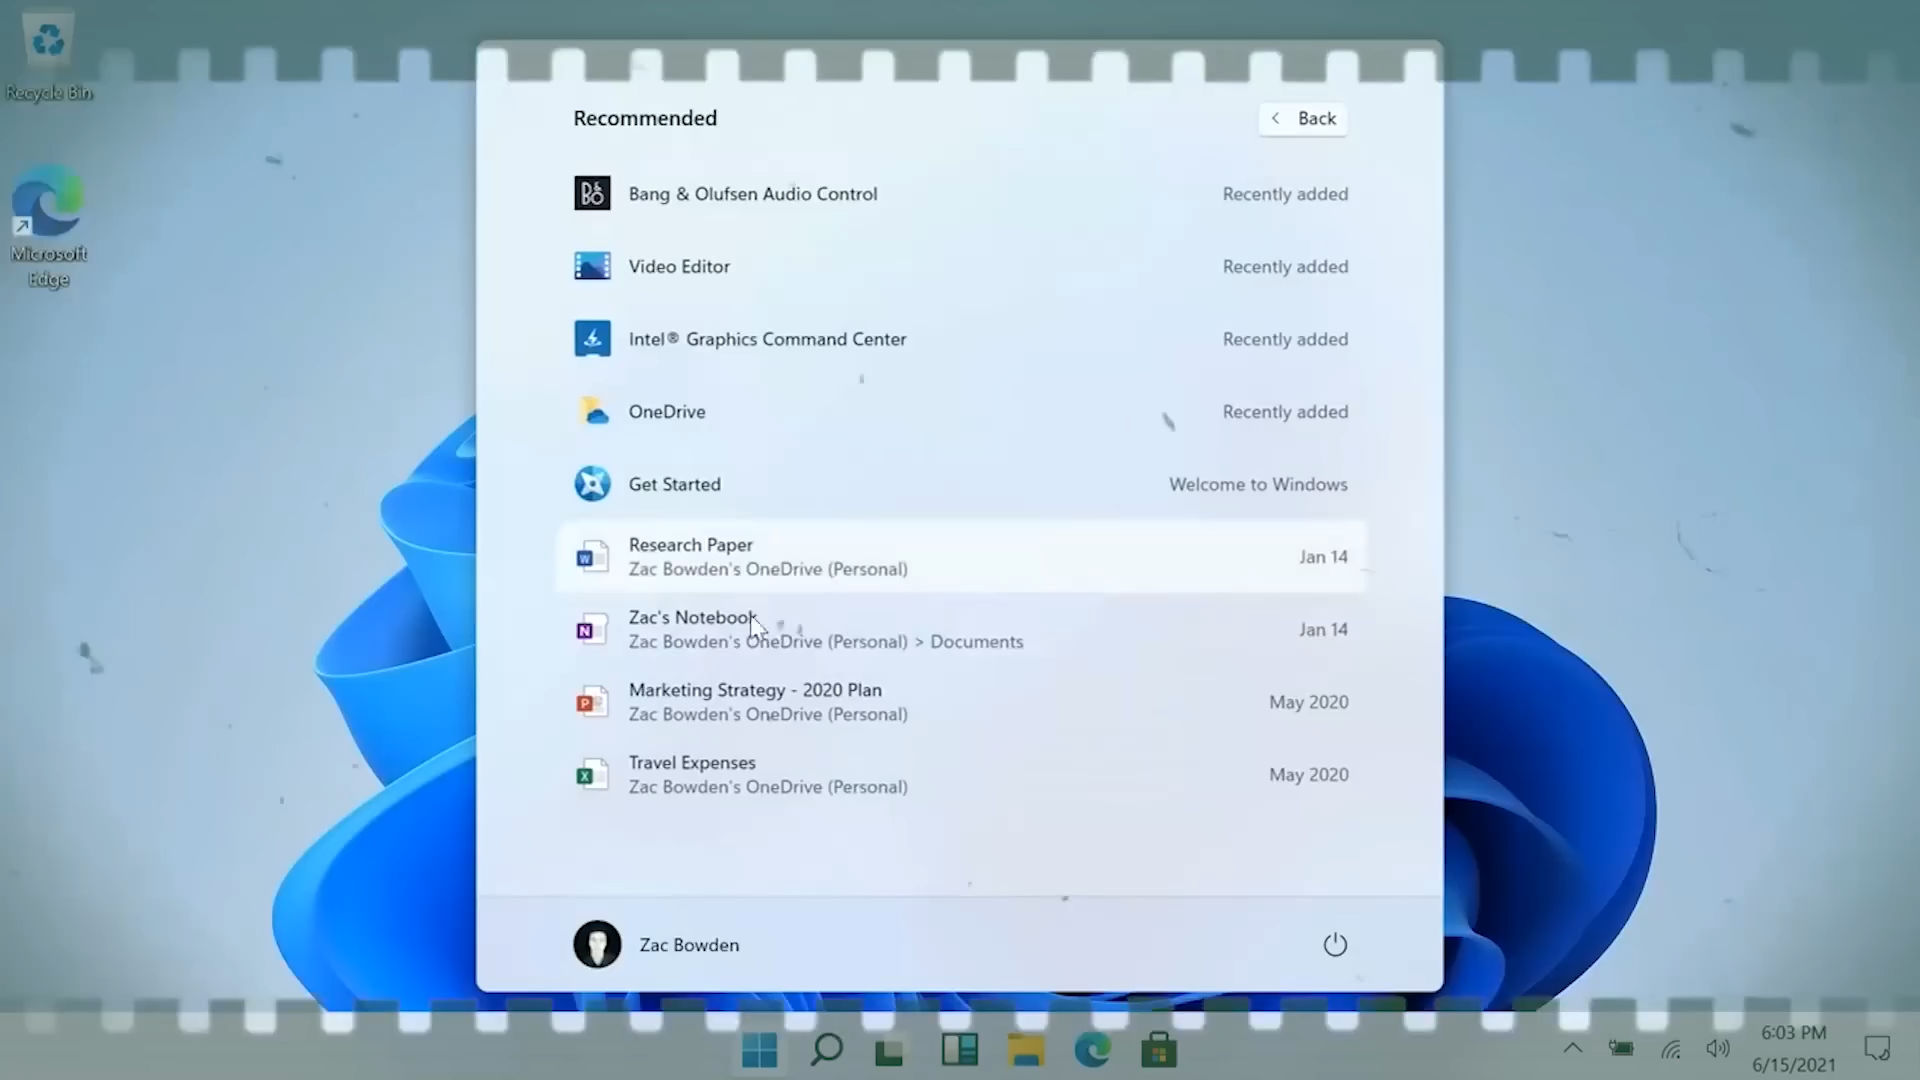 Recycle Bin
Microsoft
Edge
Recommended
Back
Bang & Olufsen Audio Control
Recently added
Video Editor
Recently added
Intel® Graphics Command Center
Recently added
OneDrive
Recently added
Get Started
Welcome to Windows
Research Paper
Zac Bowden's OneDrive (Personal)
Jan 14
Zac's Notebook
Zac Bowden's OneDrive (Personal) > Documents
Jan 14
Marketing Strategy - 2020 Plan
Zac Bowden's OneDrive (Personal)
May 2020
Travel Expenses
Zac Bowden's OneDrive (Personal)
May 2020
Zac Bowden
6:03 PM
6/15/2021